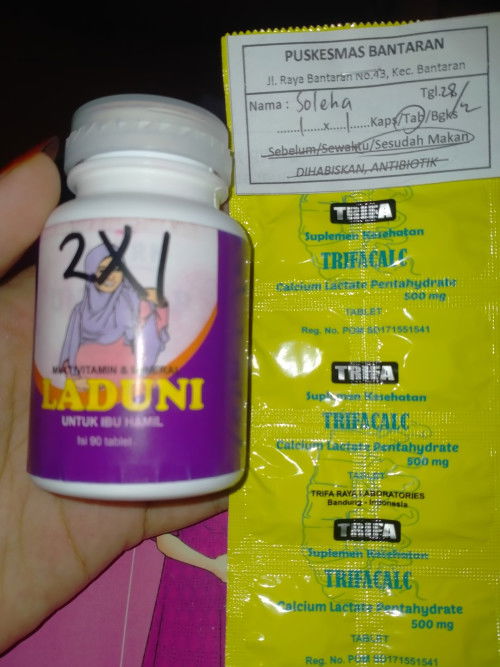 2X1
MULTIVITAMIN & MINERAL
LADUNI
UNTUK IBU HAMIL
Isi 90 tablet
PUSKESMAS BANTARAN
Jl. Raya Bantaran No.43, Kec. Bantaran
Tgl.28/2
Nama : Soleha
......1.....x....1......Kaps/Tab/Bgks
Sebelum/Sewaktu/Sesudah Makan
DIHABISKAN, ANTIBIOTIK
TRIFA
Suplemen Kesehatan
TRIFACALC
Calcium Lactate Pentahydrate
500 mg
TABLET
Reg. No. POM SD171551541
TRIFA
Suplemen Kesehatan
TRIFACALC
Calcium Lactate Pentahydrate
500 mg
TABLET
TRIFA RAYA LABORATORIES
Bandung - Indonesia
TRIFA
Suplemen Kesehatan
TRIFACALC
Calcium Lactate Pentahydrate
500 mg
TABLET
Reg. No. POM SD171551541